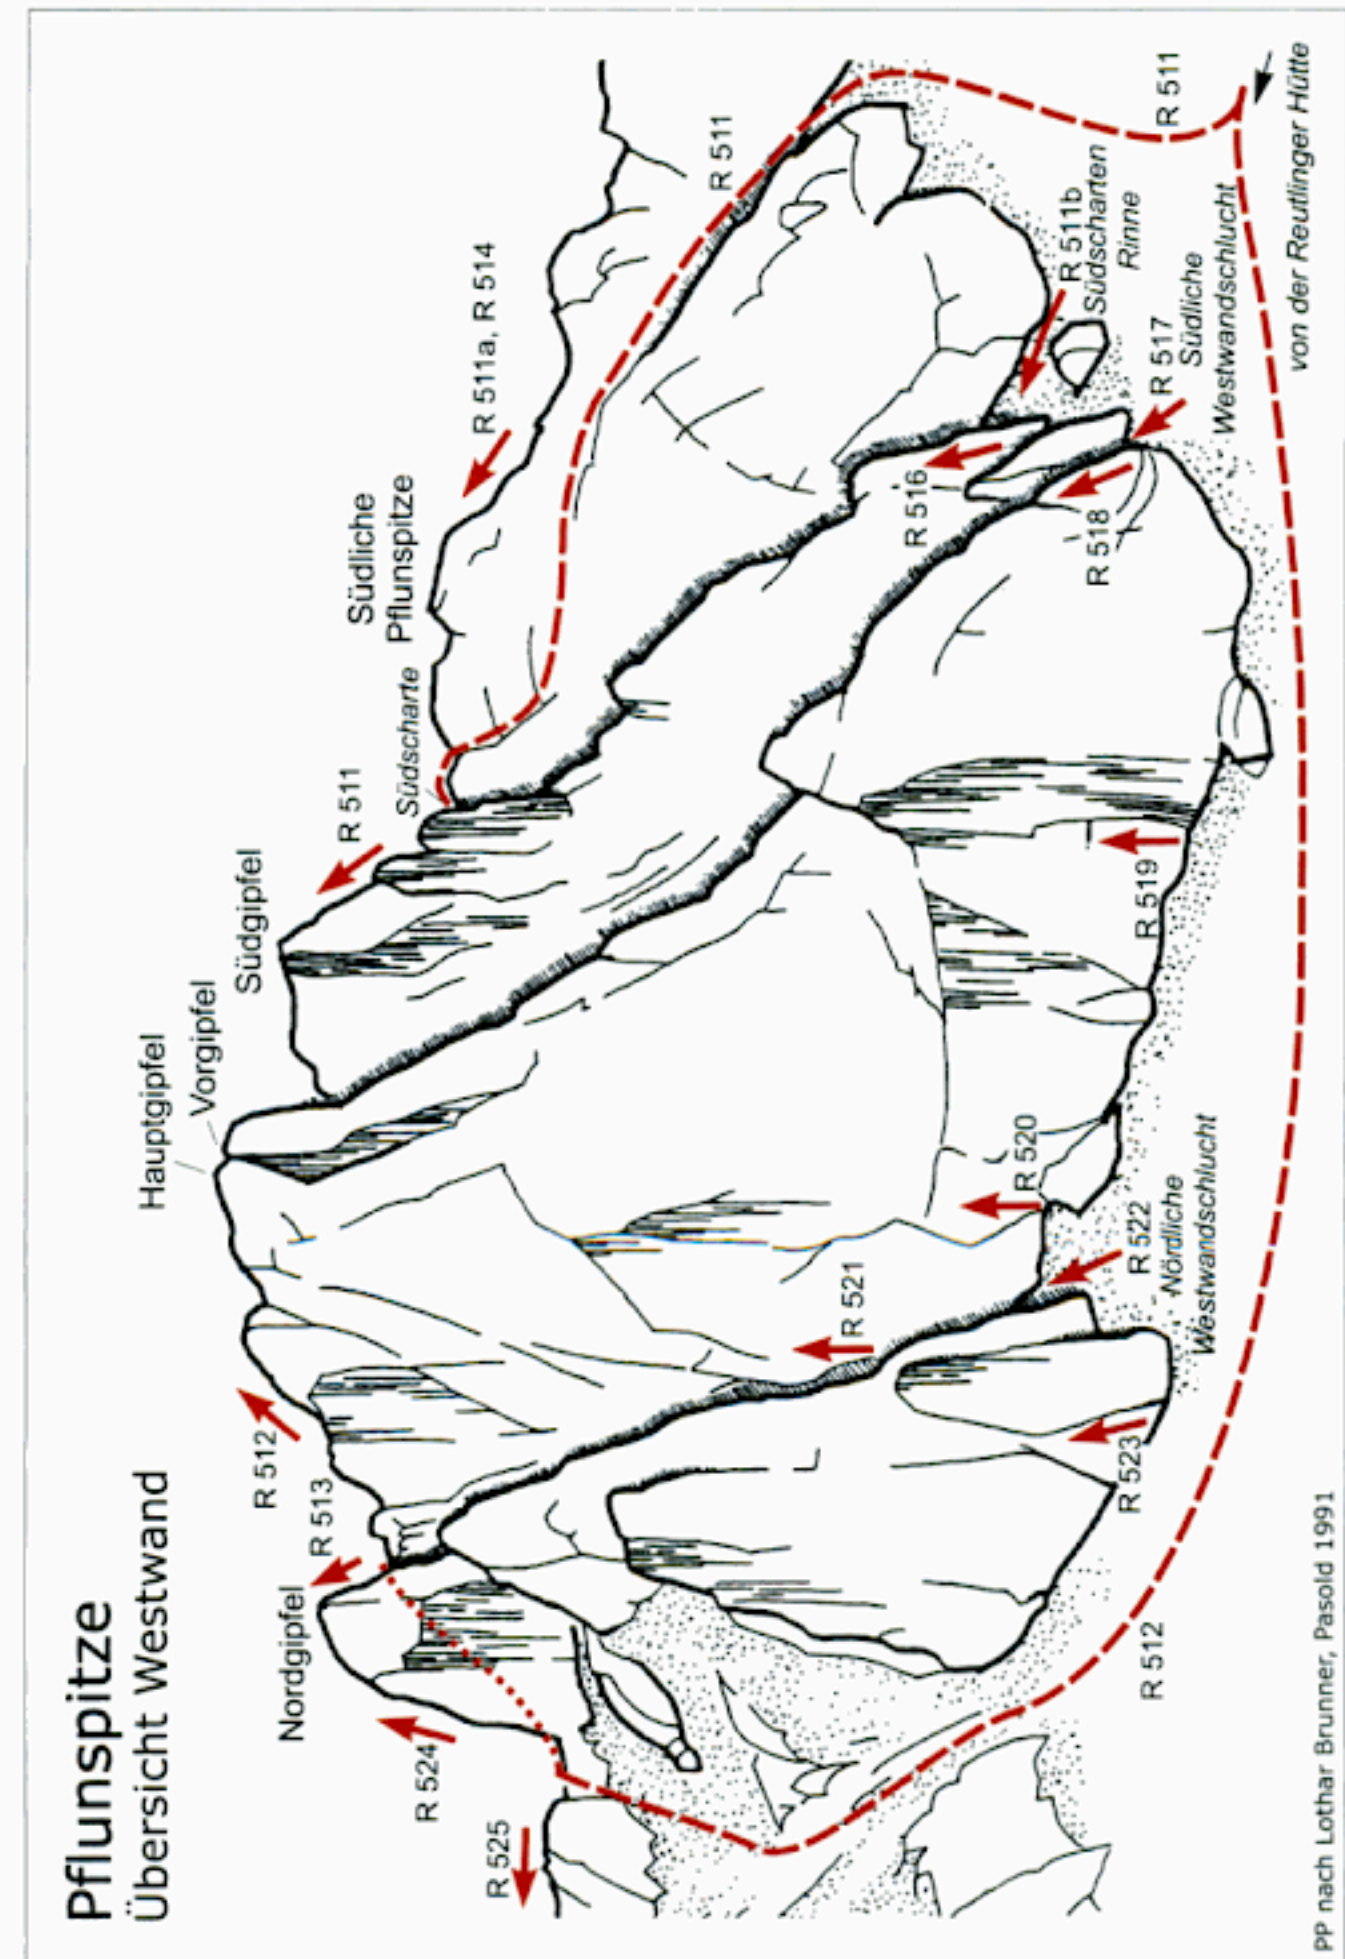 Pflunspitze
Übersicht Westwand
Hauptgipfel
Vorgipfel
Südgipfel
R 511
Südscharte
Südliche
Pflunspitze
R 511a, R 514
R 511
R 512
R 513
Nordgipfel
R 524
R 525
R 521
R 520
R 516
R 518
R 519
R 511b
Südscharten
Rinne
R 517
Südliche
Westwandschlucht
R 511
von der Reutlinger Hütte
R 522
Nördliche
Westwandschlucht
R 523
R 512
PP nach Lothar Brunner, Pasold 1991